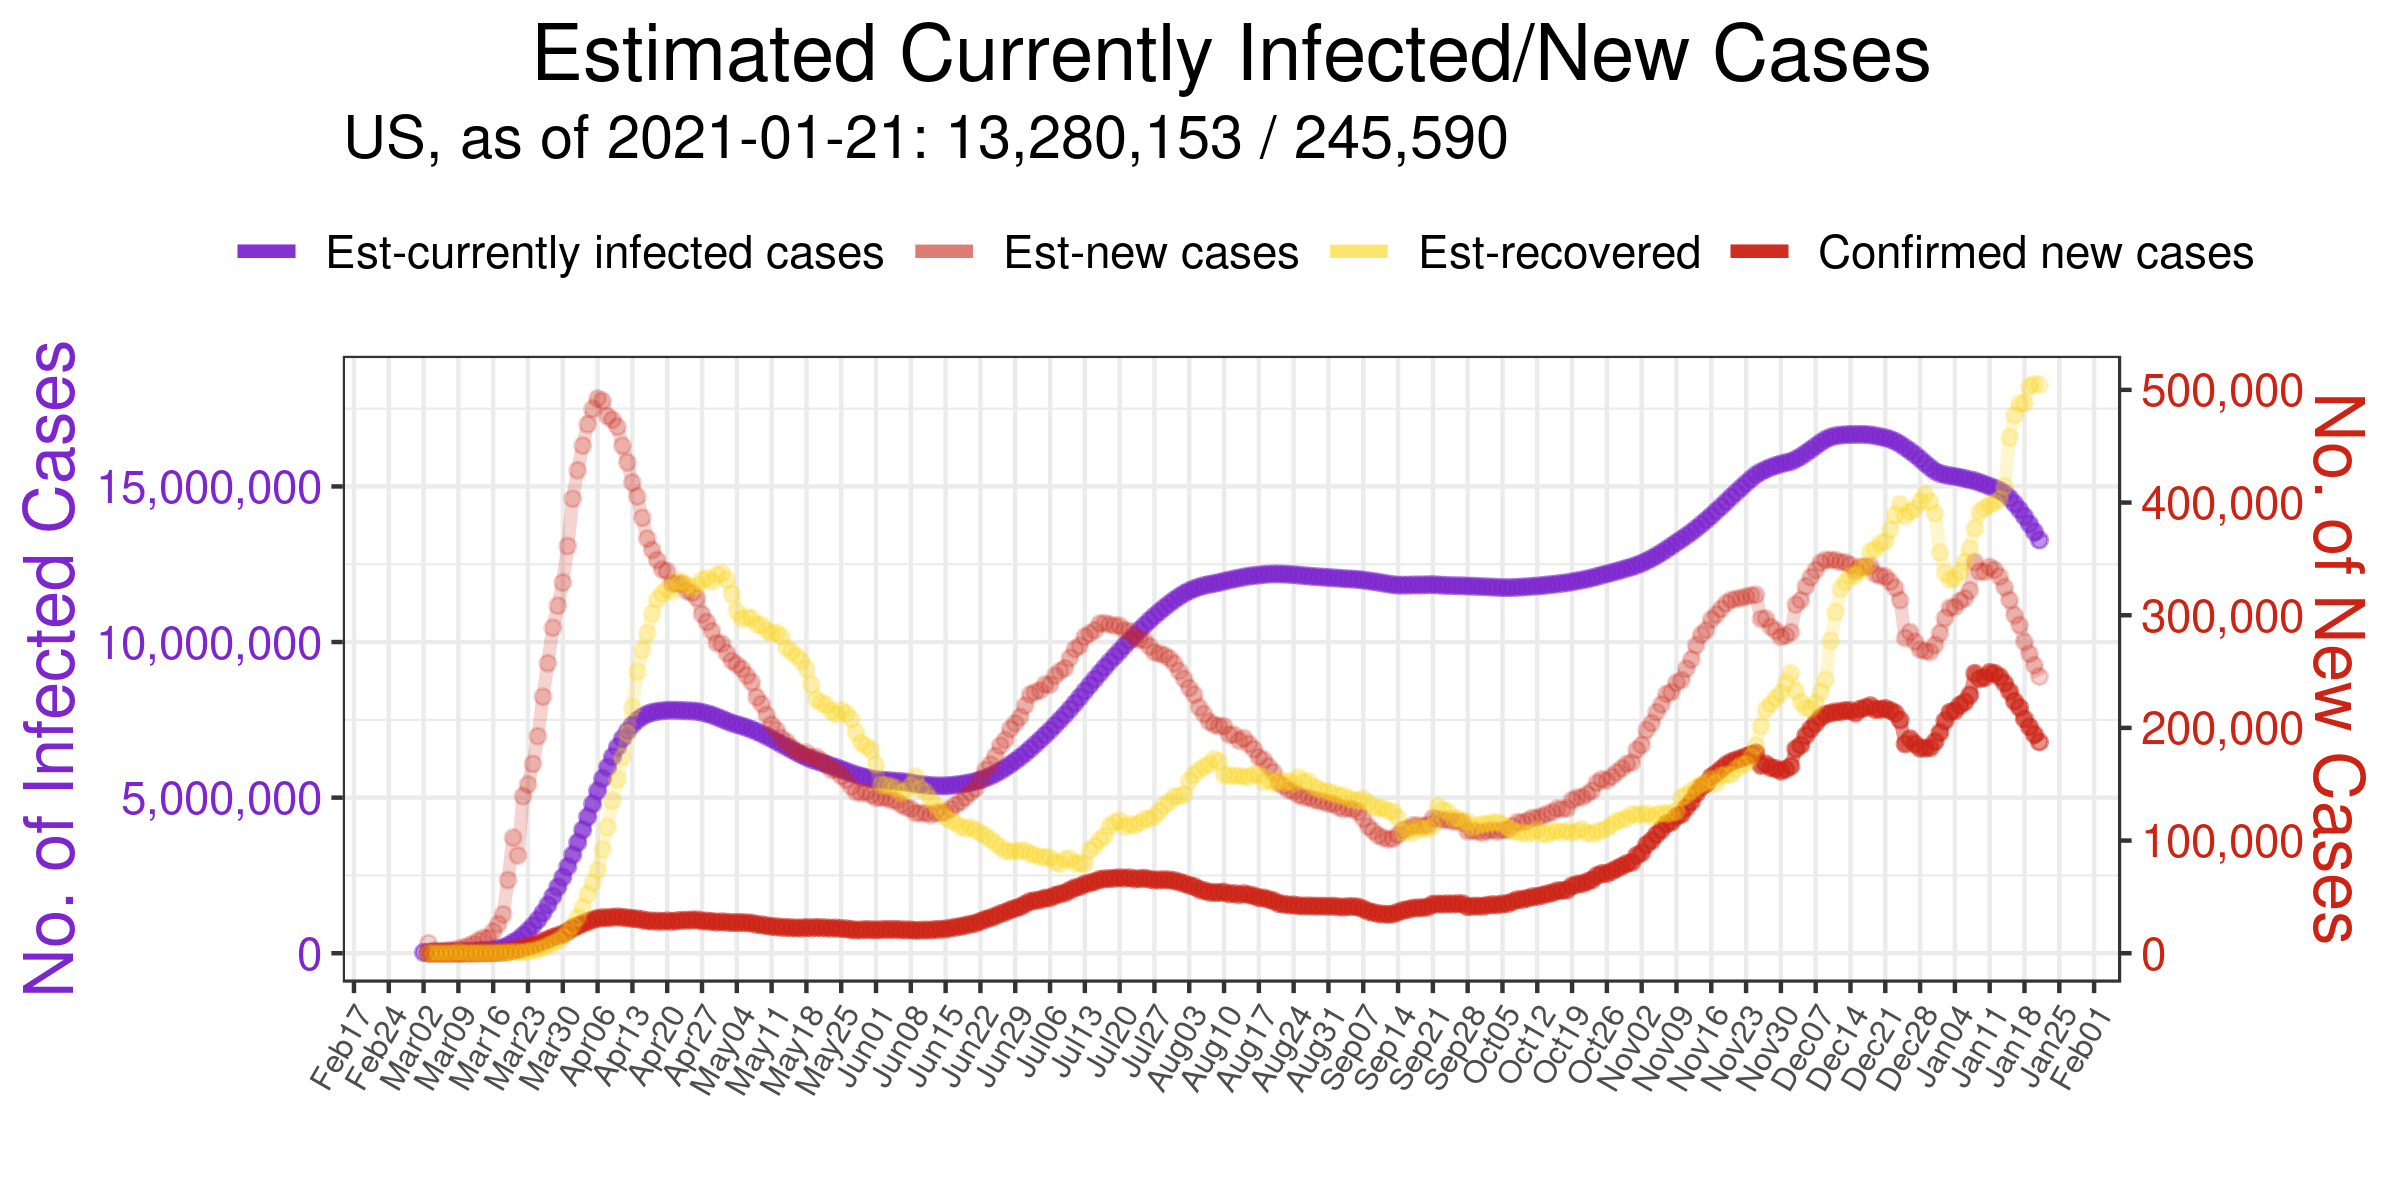 Estimated Currently Infected/New Cases
US, as of 2021-01-21: 13,280,153 / 245,590
Est-currently infected cases Est-new cases Est-recovered Confirmed new cases
No. of Infected Cases
15,000,000
10,000,000
5,000,000
0
500,000
400,000
300,000
200,000
100,000
0
No. of New Cases
Feb17 Feb24 Mar02 Mar09 Mar16 Mar23 Mar30 Apr06 Apr13 Apr20 Apr27 May04 May11 May18 May25 Jun01 Jun08 Jun15 Jun22 Jun29 Jul06 Jul13 Jul20 Jul27 Aug03 Aug10 Aug17 Aug24 Aug31 Sep07 Sep14 Sep21 Sep28 Oct05 Oct12 Oct19 Oct26 Nov02 Nov09 Nov16 Nov23 Nov30 Dec07 Dec14 Dec21 Dec28 Jan04 Jan11 Jan18 Jan25 Feb01